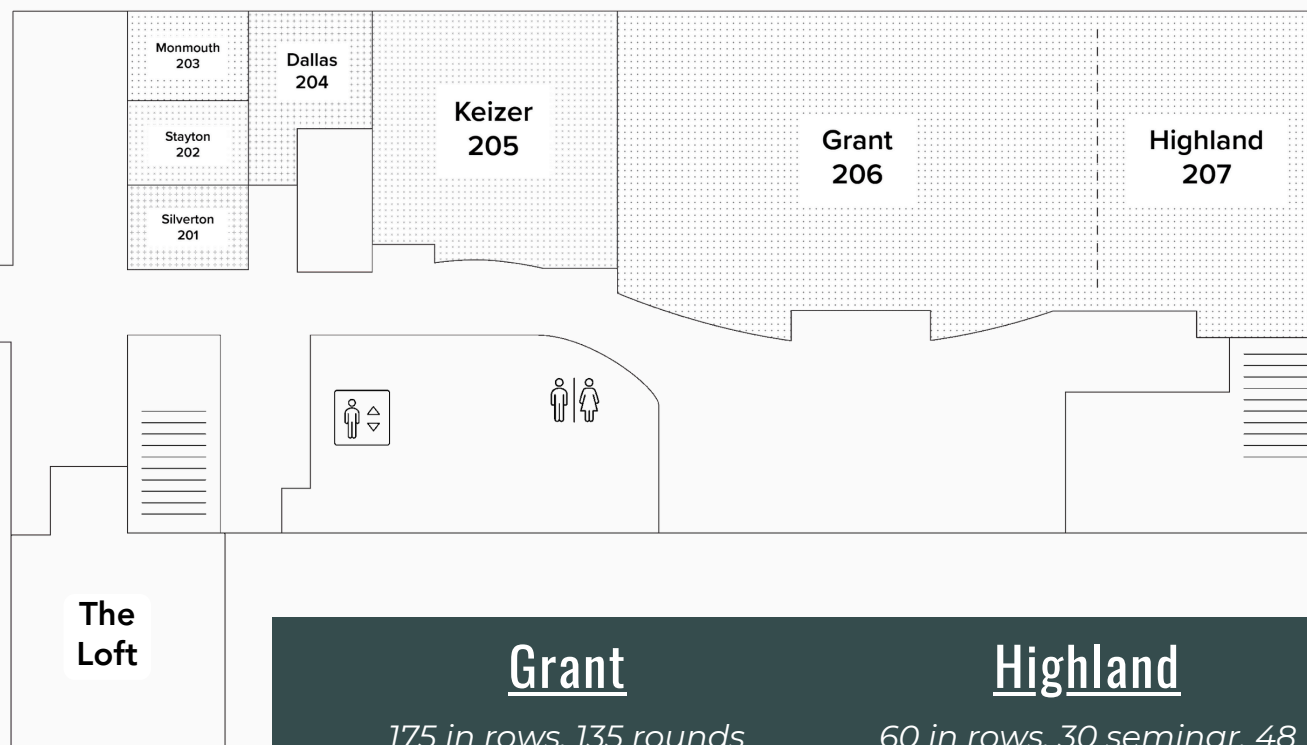 Monmouth
203
Dallas
204
Stayton
202
Silverton
201
Keizer
205
Grant
206
Highland
207
The
Loft
Grant
175 in rows, 135 rounds
Highland
60 in rows, 30 seminar, 48